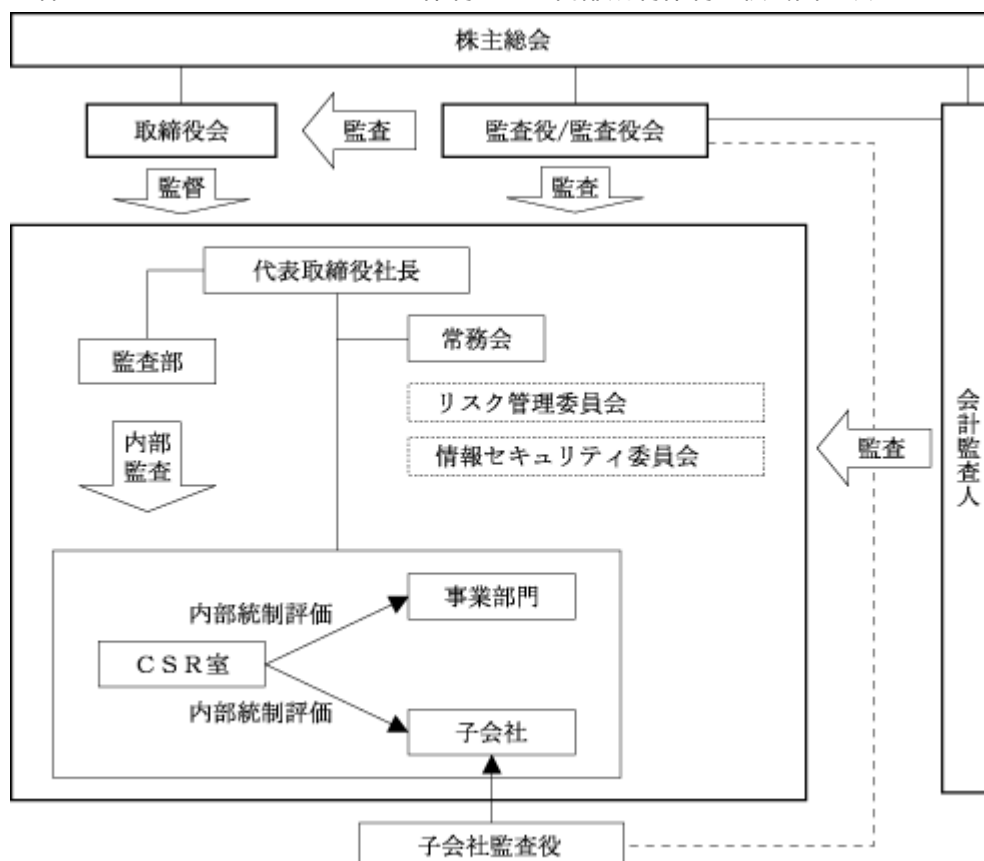 株主総会
取締役会
監査
監査役/監査役会
監督
監査
代表取締役社長
常務会
監査部
リスク管理委員会
情報セキュリティ委員会
内部
監査
監査
会計監査人
内部統制評価
事業部門
CSR室
内部統制評価
子会社
子会社監査役